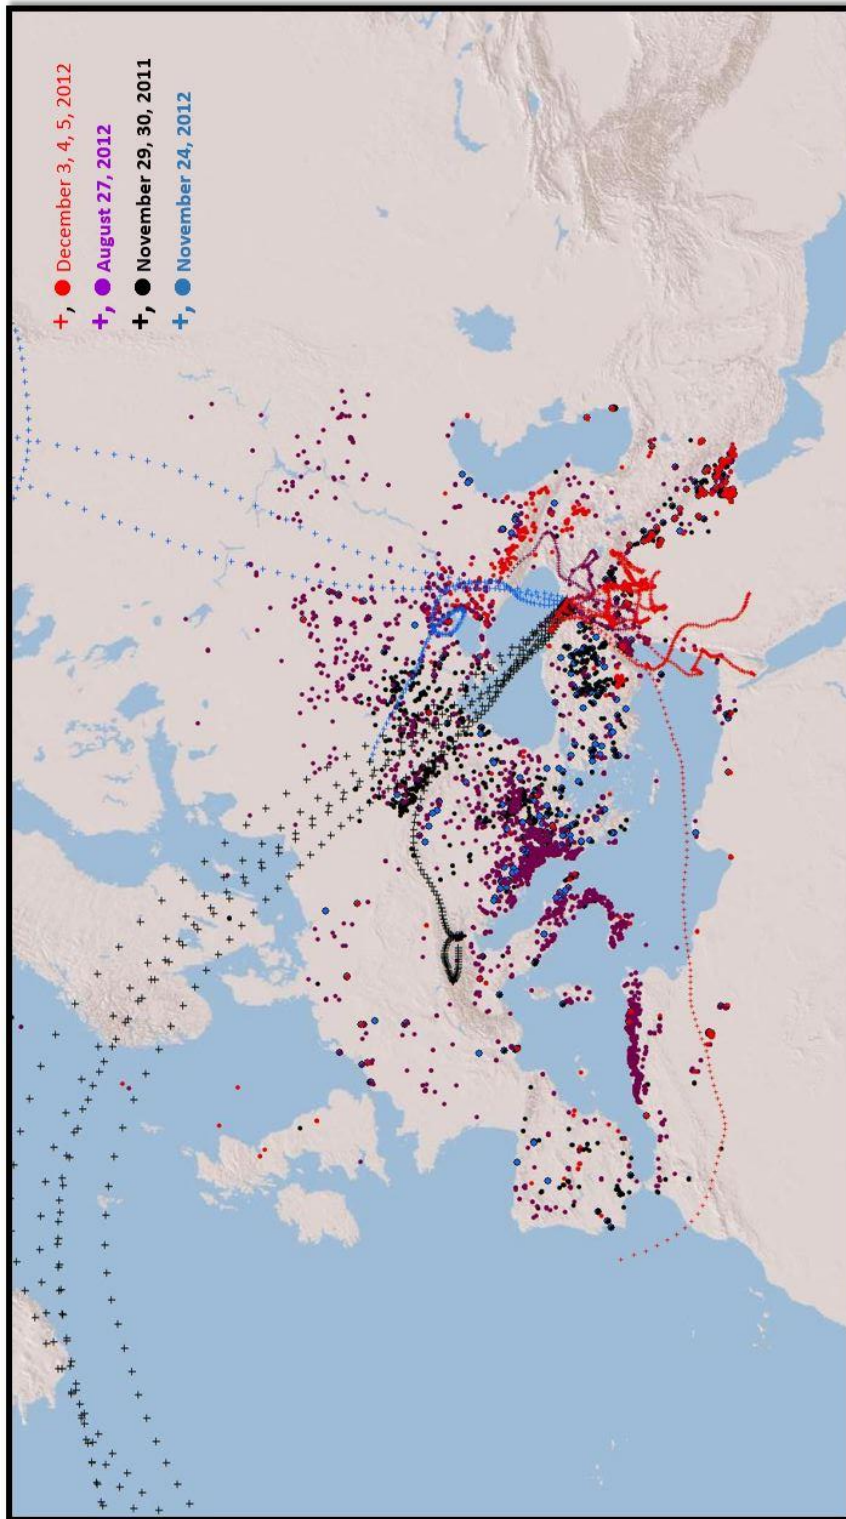 +, ● December 3, 4, 5, 2012
+, ● August 27, 2012
+, ● November 29, 30, 2011
+, ● November 24, 2012